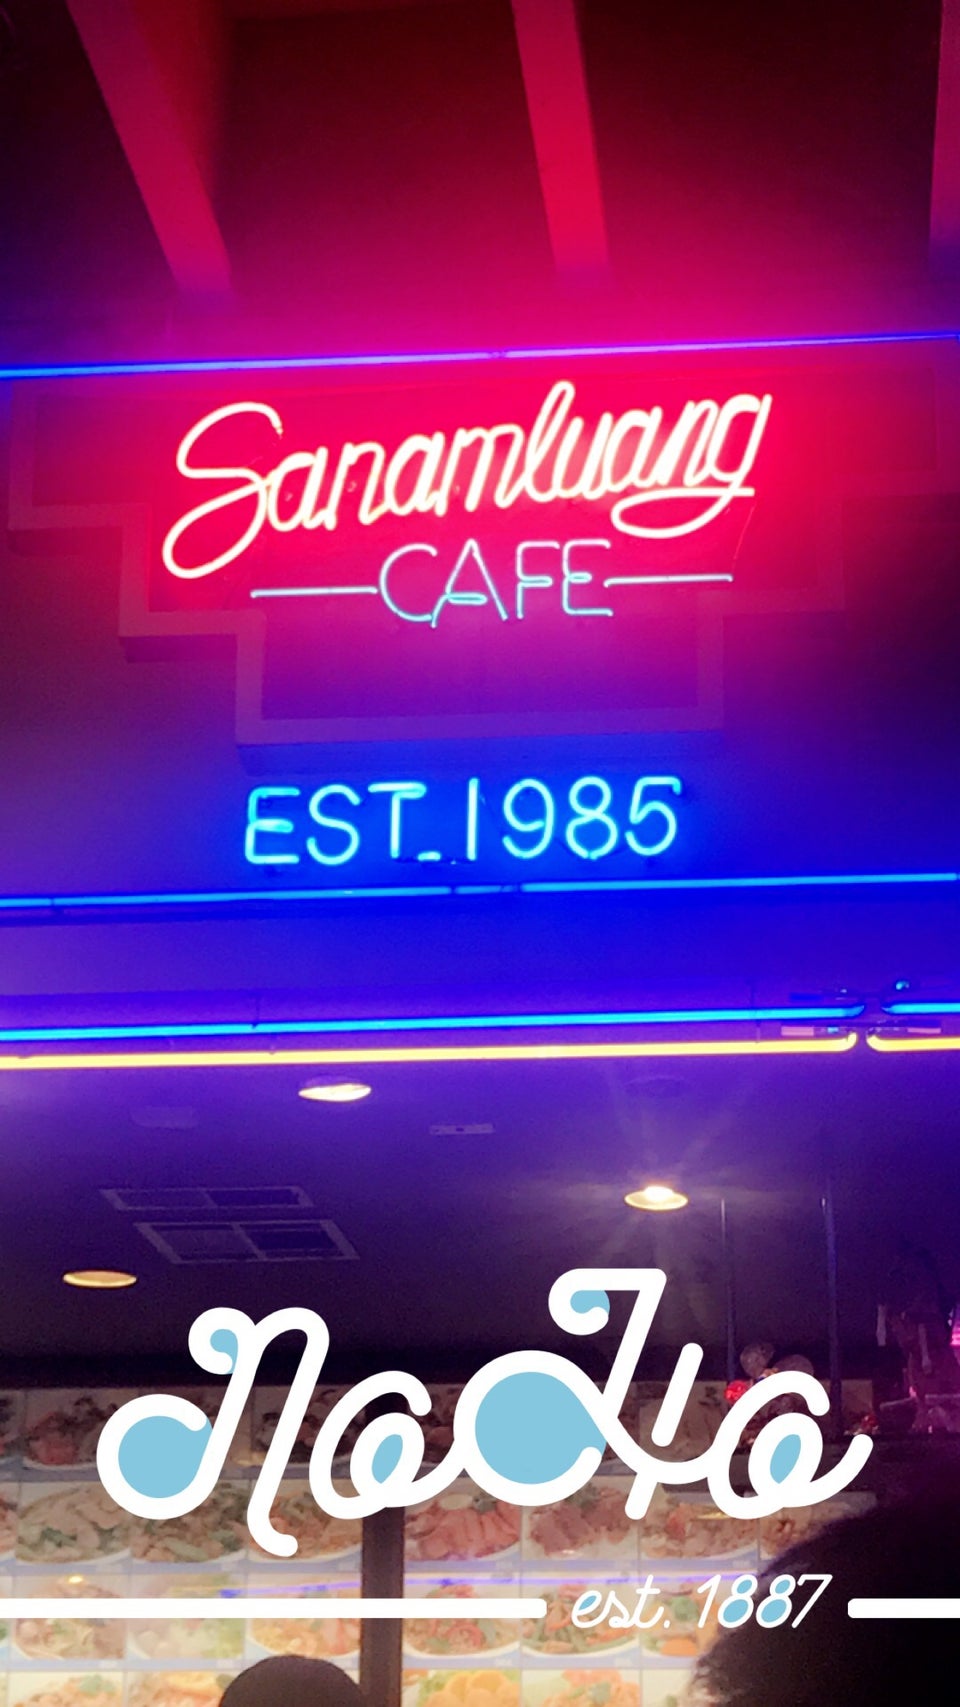 Sanamluang
CAFE
EST. 1985
NoHo
est. 1887